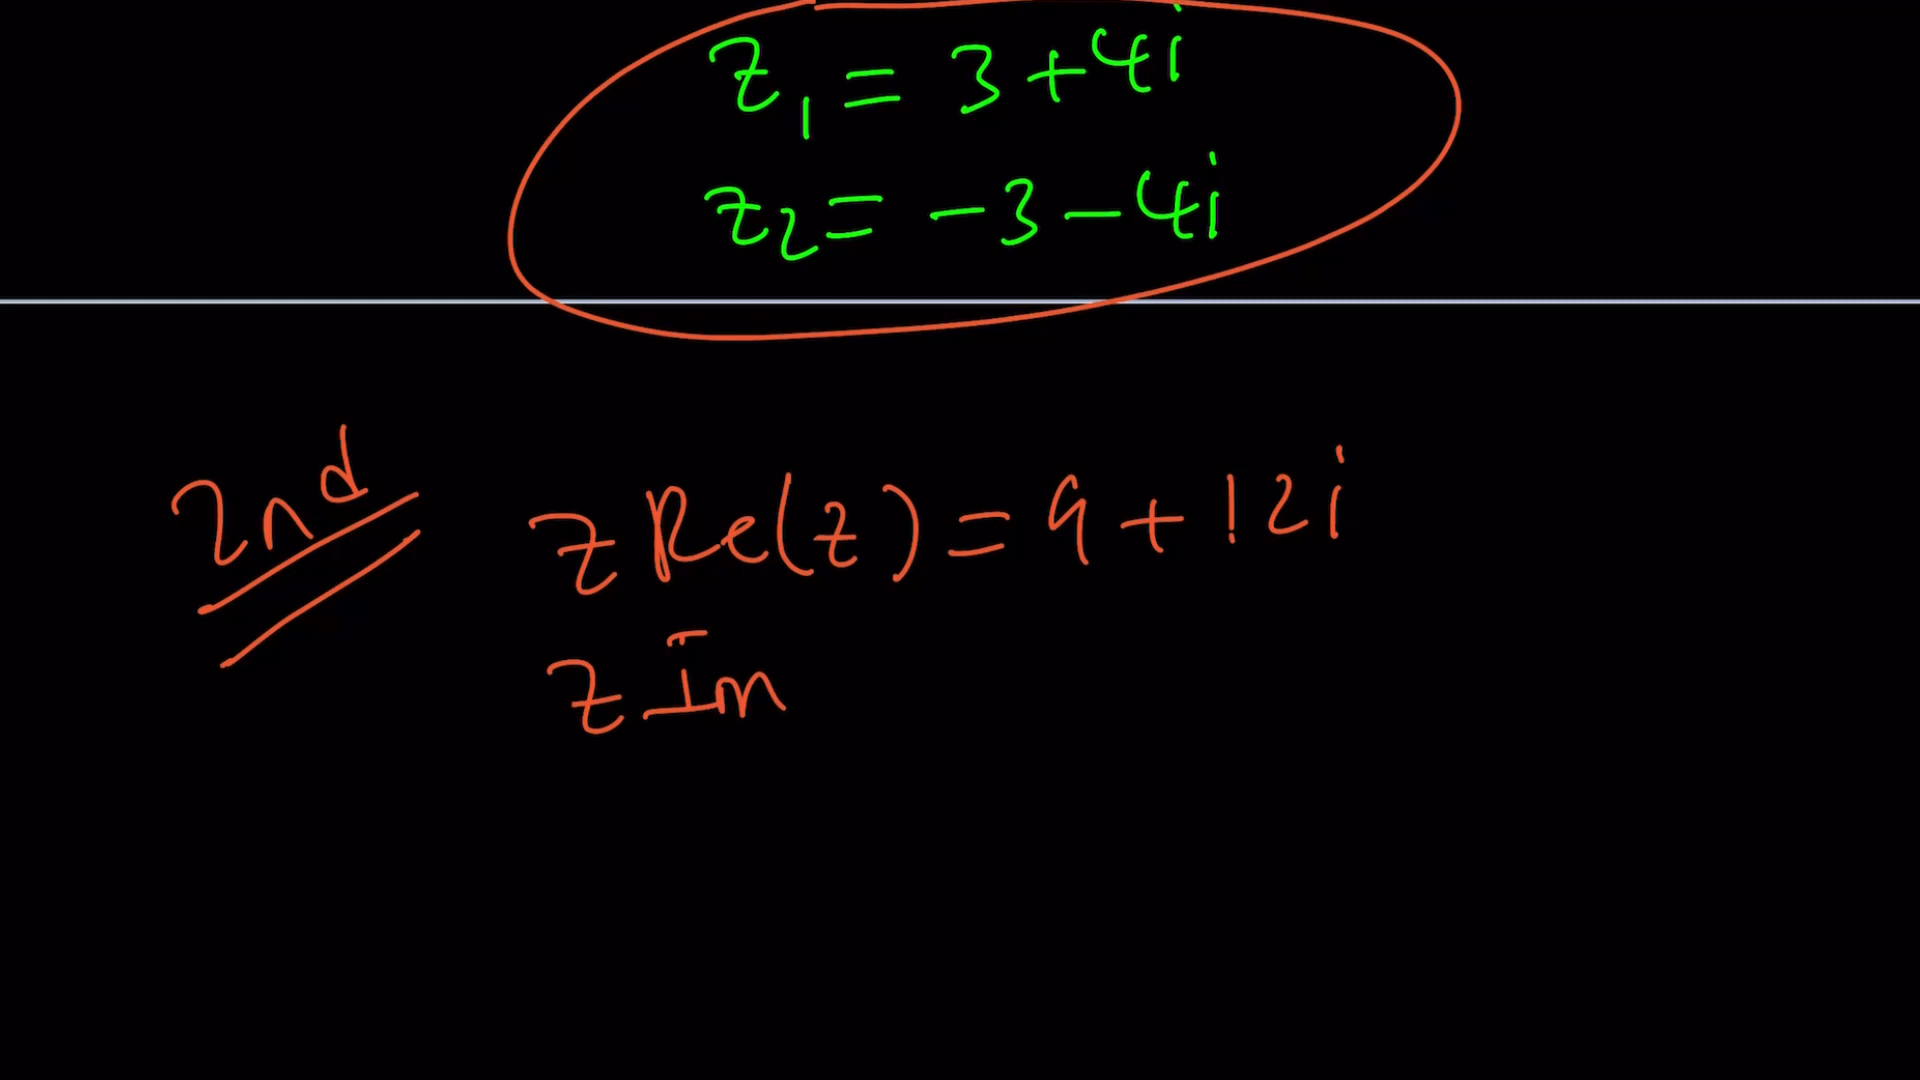 z₁ = 3 + 4i
z₂ = -3 - 4i
2nd z Re(z) = 9 + 12i
z Im